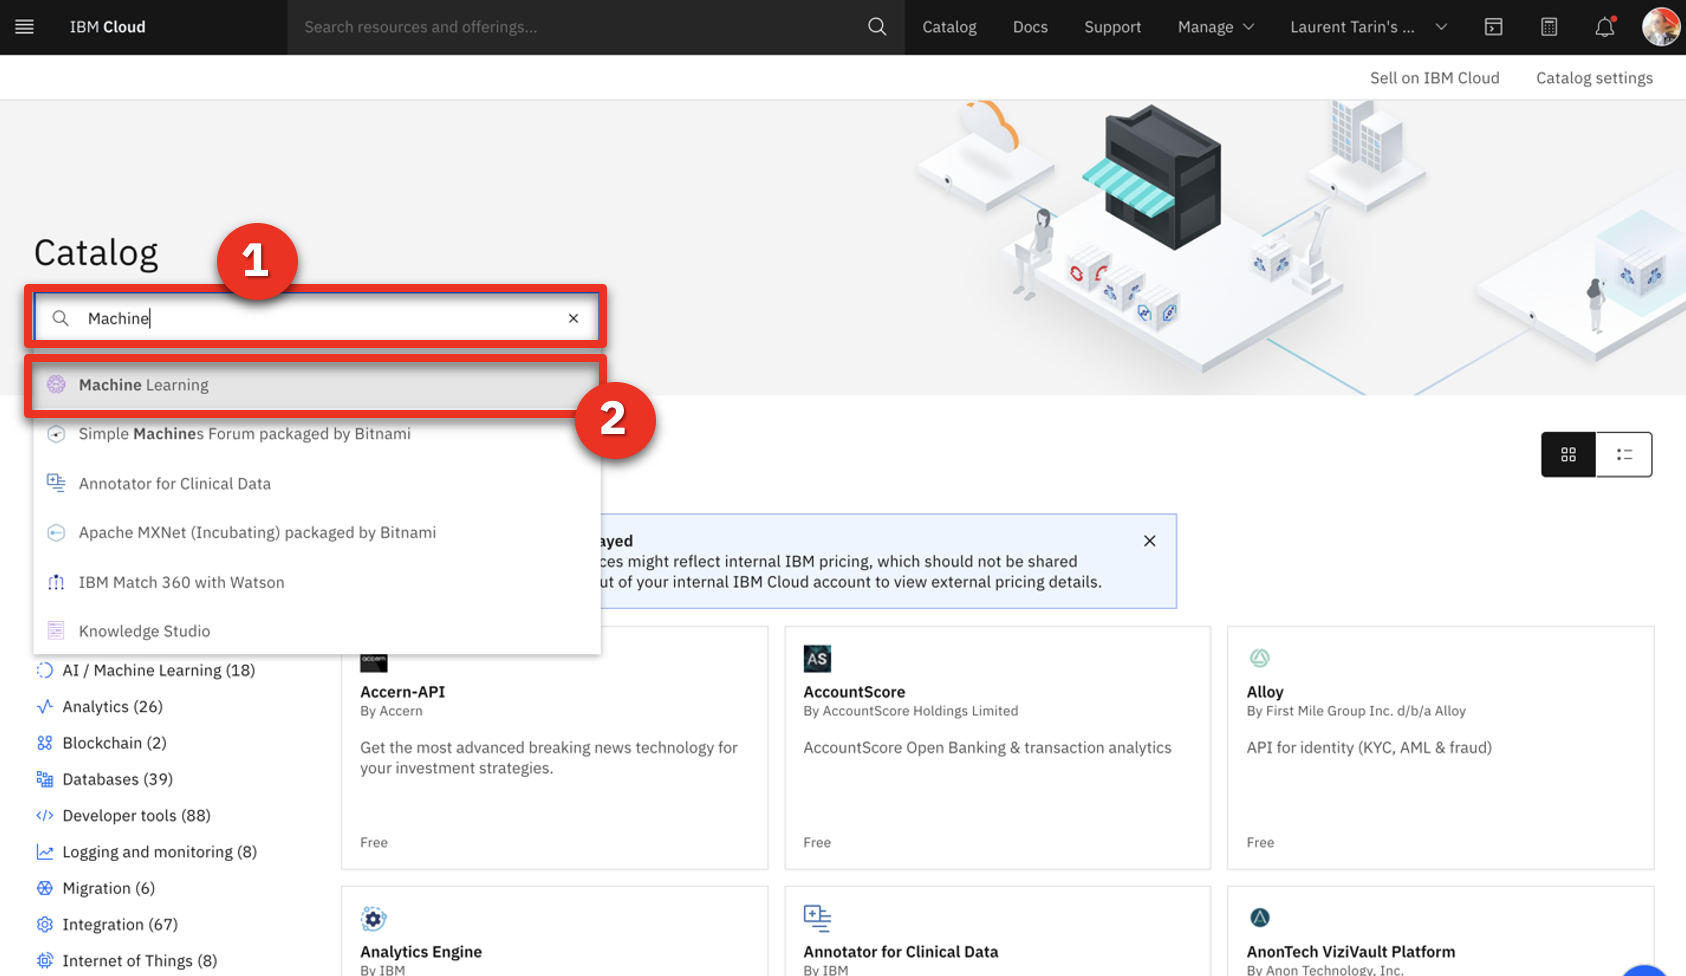 IBM Cloud
Search resources and offerings...
Catalog
Docs
Support
Manage
Laurent Tarin's ...
Sell on IBM Cloud
Catalog settings
Catalog
1
Machine
Machine Learning
2
Simple Machines Forum packaged by Bitnami
Annotator for Clinical Data
Apache MXNet (Incubating) packaged by Bitnami
IBM Match 360 with Watson
Knowledge Studio
ayed
ces might reflect internal IBM pricing, which should not be shared
ut of your internal IBM Cloud account to view external pricing details.
AI / Machine Learning (18)
Analytics (26)
Blockchain (2)
Databases (39)
Developer tools (88)
Logging and monitoring (8)
Migration (6)
Integration (67)
Internet of Things (8)
accern
Accern-API
By Accern
Get the most advanced breaking news technology for
your investment strategies.
Free
AS
AccountScore
By AccountScore Holdings Limited
AccountScore Open Banking & transaction analytics
Free
Alloy
By First Mile Group Inc. d/b/a Alloy
API for identity (KYC, AML & fraud)
Free
Analytics Engine
By IBM
Annotator for Clinical Data
By IBM
AnonTech ViziVault Platform
By Anon Technology, Inc.